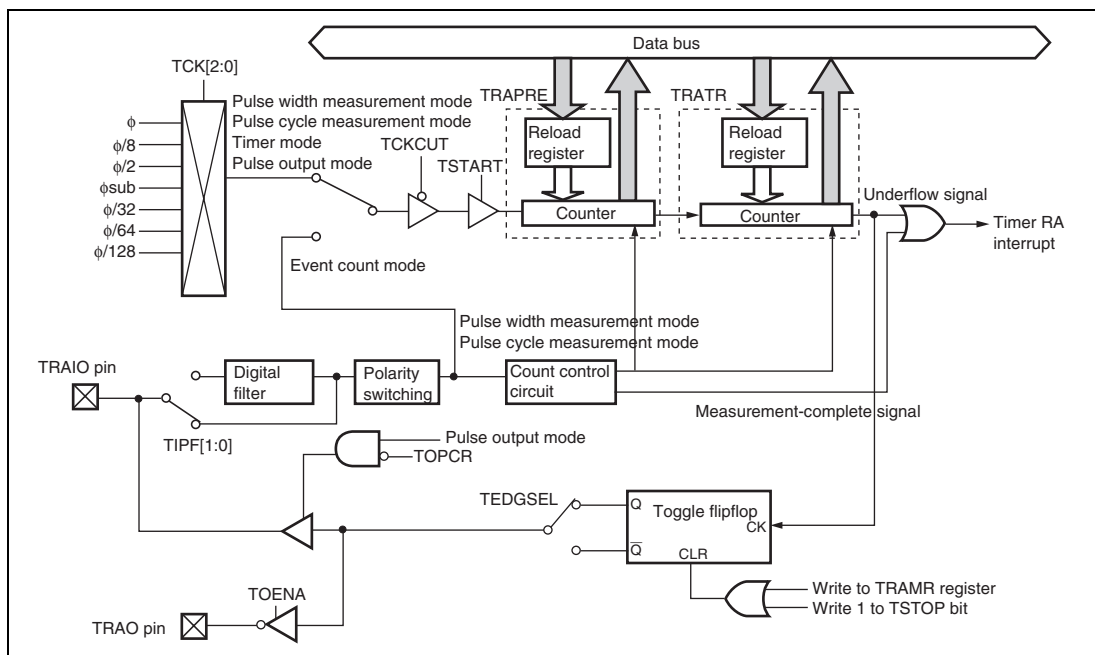 Data bus
TCK[2:0]
Pulse width measurement mode
Pulse cycle measurement mode
Timer mode
Pulse output mode
ϕ
ϕ/8
ϕ/2
ϕsub
ϕ/32
ϕ/64
ϕ/128
TCKCUT
TSTART
TRAPRE
Reload
register
Counter
TRATR
Reload
register
Counter
Underflow signal
Timer RA
interrupt
Event count mode
Pulse width measurement mode
Pulse cycle measurement mode
TRAIO pin
Digital
filter
Polarity
switching
Count control
circuit
Measurement-complete signal
TIPF[1:0]
Pulse output mode
TOPCR
TEDGSEL
Q
Toggle flipflop
CK
Q̅
CLR
Write to TRAMR register
Write 1 to TSTOP bit
TOENA
TRAO pin